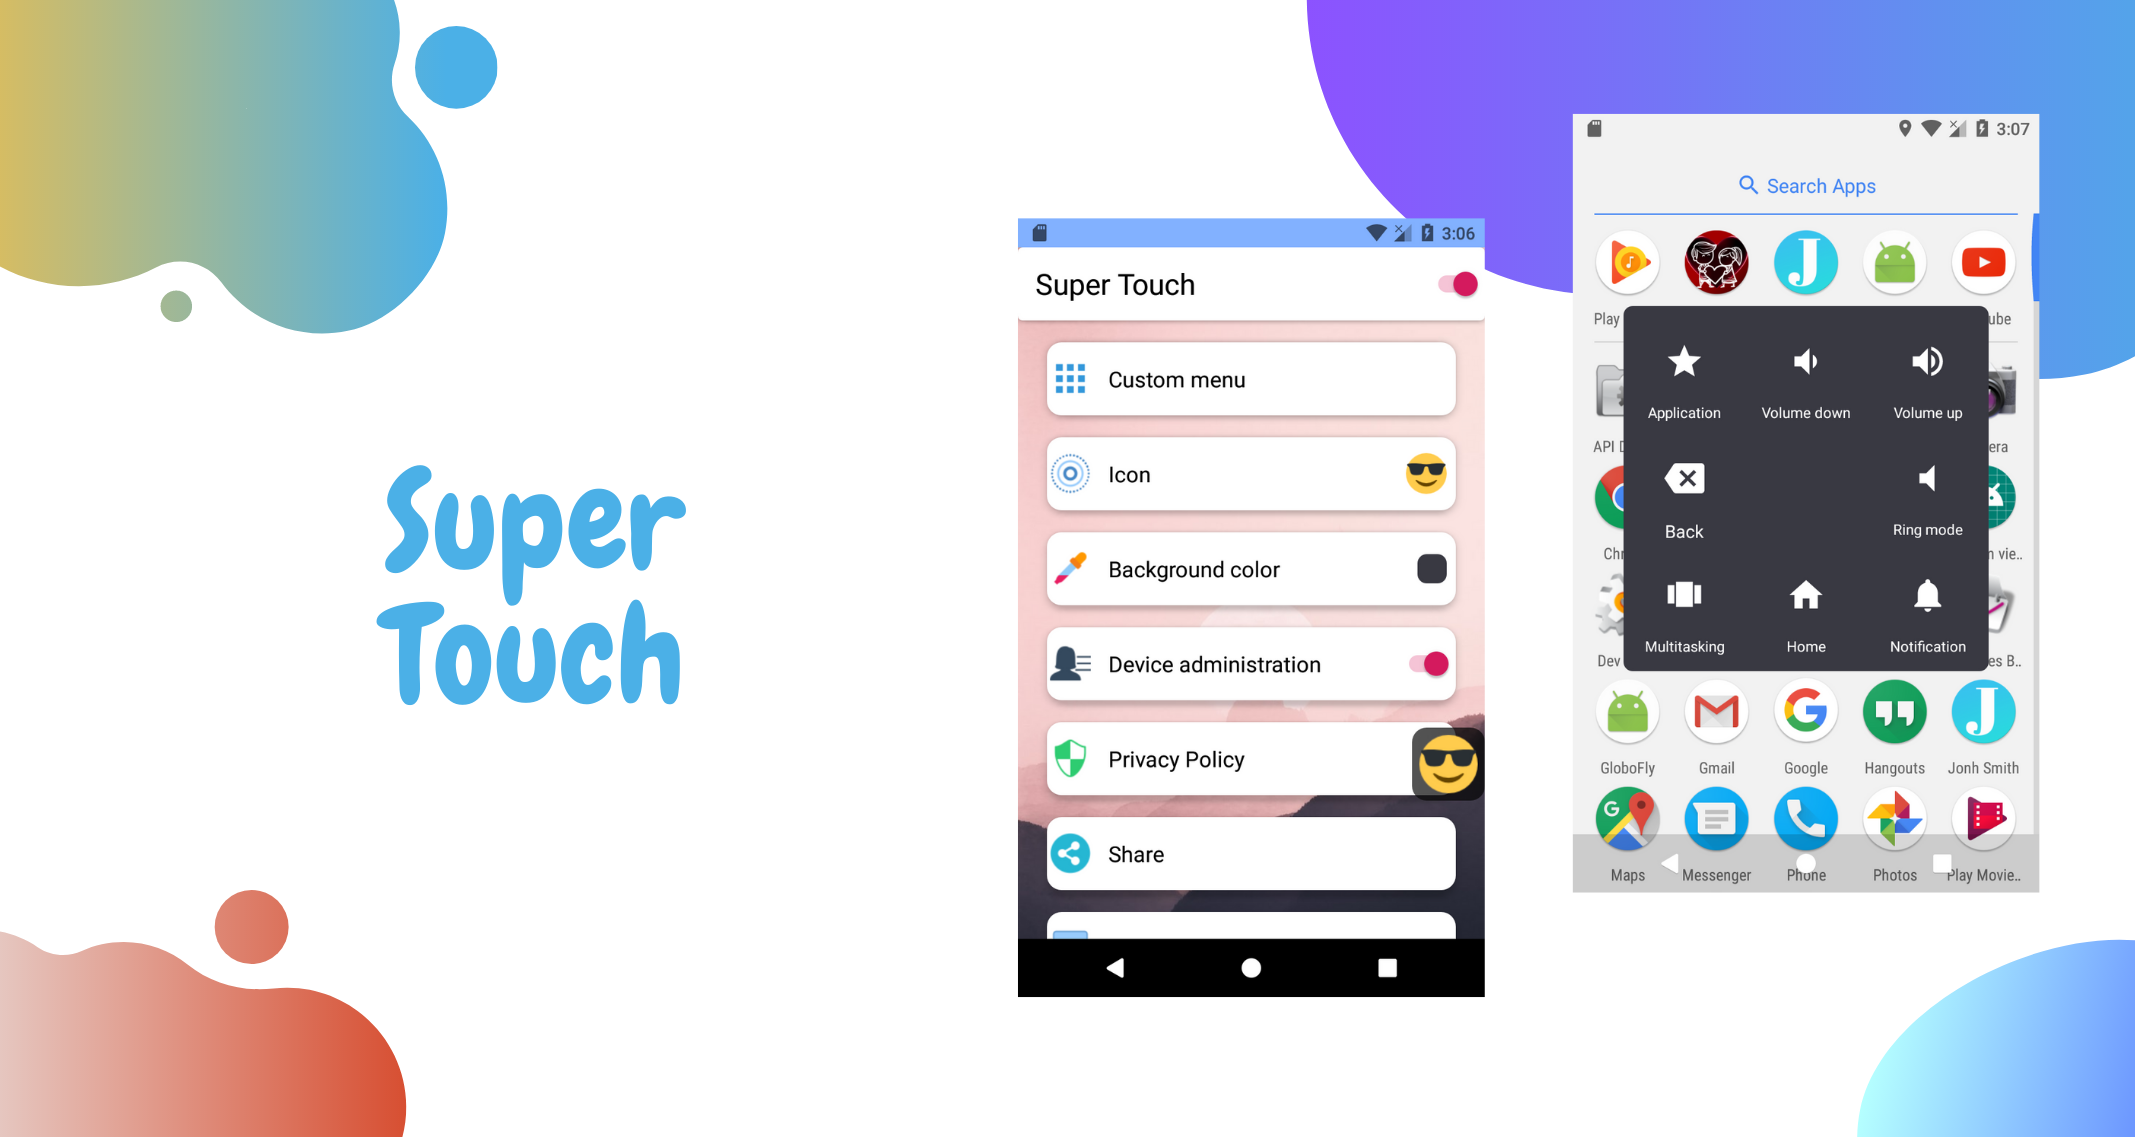 Super
Touch
3:06
Super Touch
Custom menu
Icon
Background color
Device administration
Privacy Policy
Share
3:07
Search Apps
Play
ube
Application
Volume down
Volume up
API
era
Back
Ring mode
Chr
n vie..
Multitasking
Home
Notification
Dev
es B..
GloboFly
Gmail
Google
Hangouts
Jonh Smith
Maps
Messenger
Phone
Photos
Play Movie..